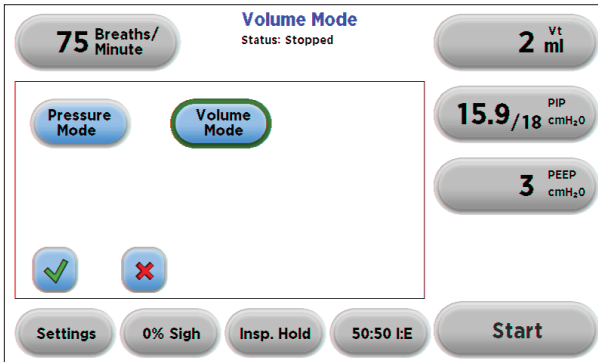 Volume Mode
Status: Stopped
75 Breaths/
Minute
2 Vt
ml
15.9/18 PIP
cmH₂0
3 PEEP
cmH₂0
Pressure
Mode
Volume
Mode
Settings
0% Sigh
Insp. Hold
50:50 I:E
Start